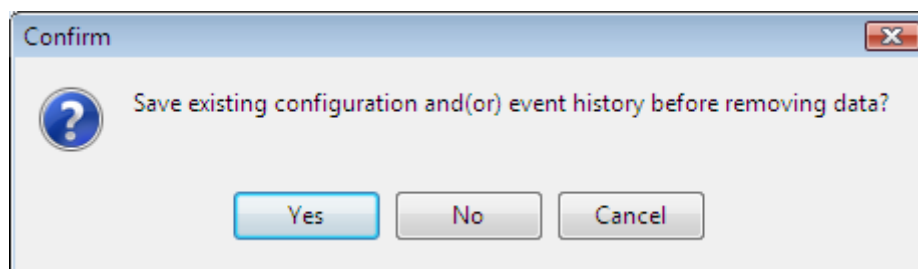 Confirm
Save existing configuration and(or) event history before removing data?
Yes
No
Cancel